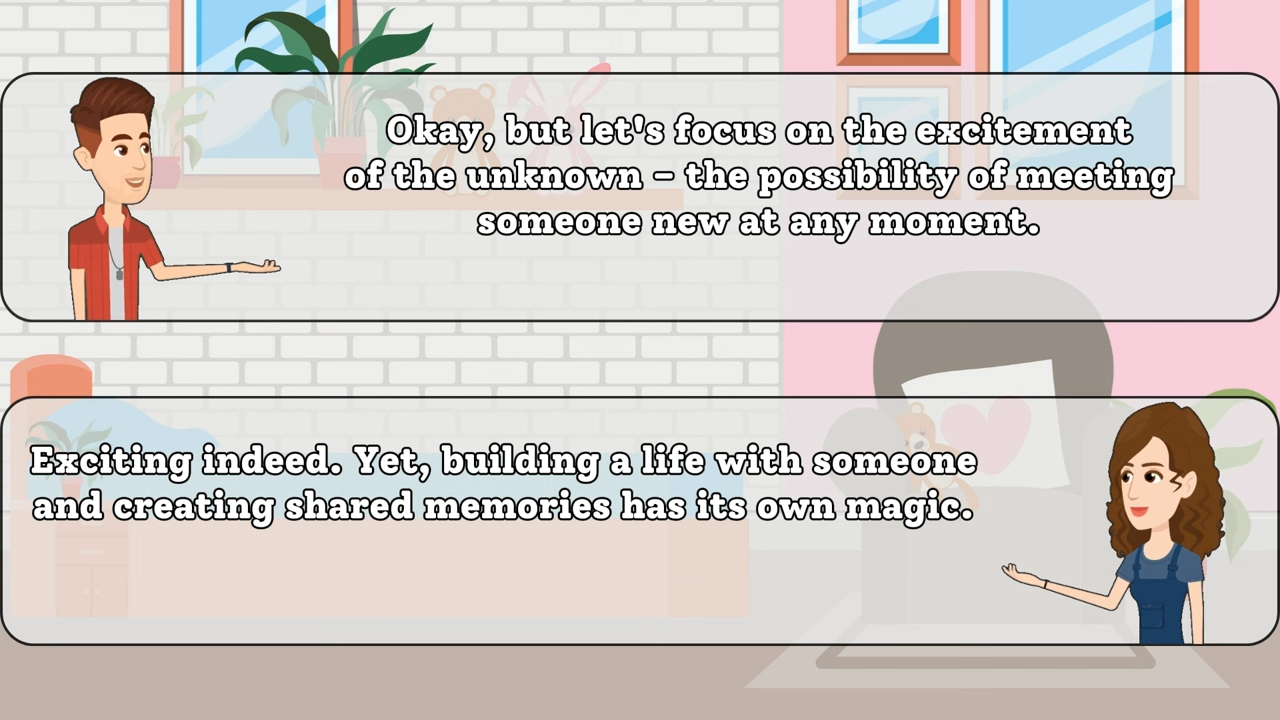 Okay, but let's focus on the excitement
of the unknown – the possibility of meeting
someone new at any moment.
Exciting indeed. Yet, building a life with someone
and creating shared memories has its own magic.